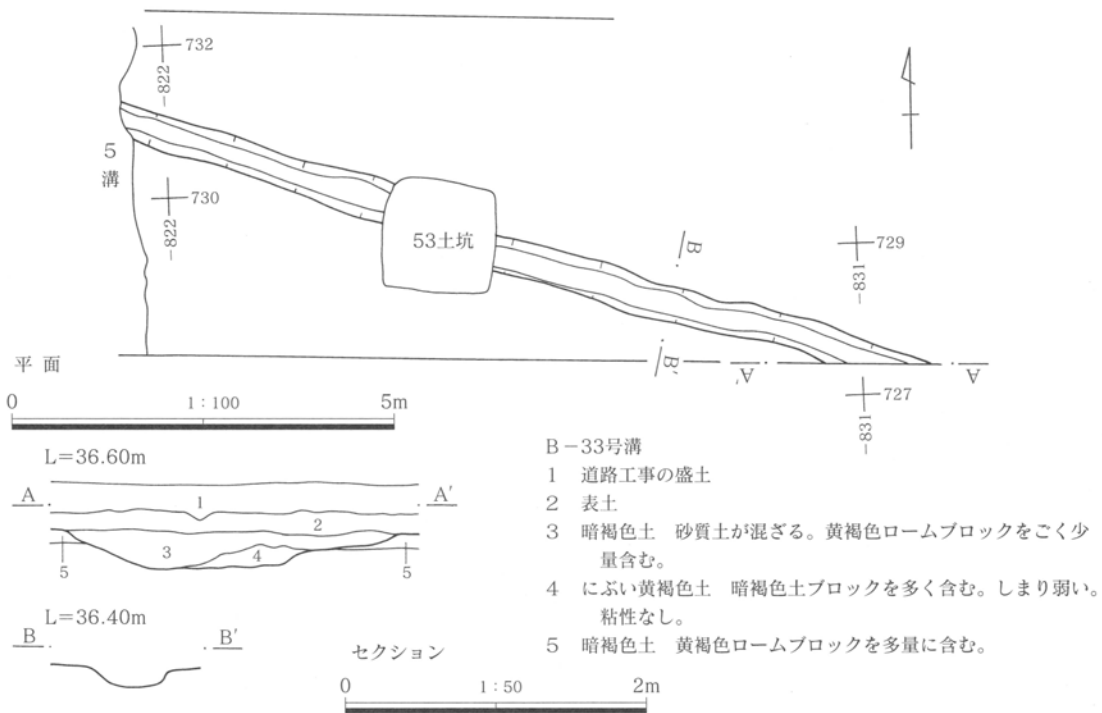 732
-822
5
溝
730
-822
53土坑
B
729
-831
B′
A′
A
727
-831
平 面
0 1：100 5m
L＝36.60m
A A′
1
2
3
4
5 5
L＝36.40m
B B′
セクション
0 1：50 2m
B－33号溝
1 道路工事の盛土
2 表土
3 暗褐色土 砂質土が混ざる。黄褐色ロームブロックをごく少
量含む。
4 にぶい黄褐色土 暗褐色土ブロックを多く含む。しまり弱い。
粘性なし。
5 暗褐色土 黄褐色ロームブロックを多量に含む。